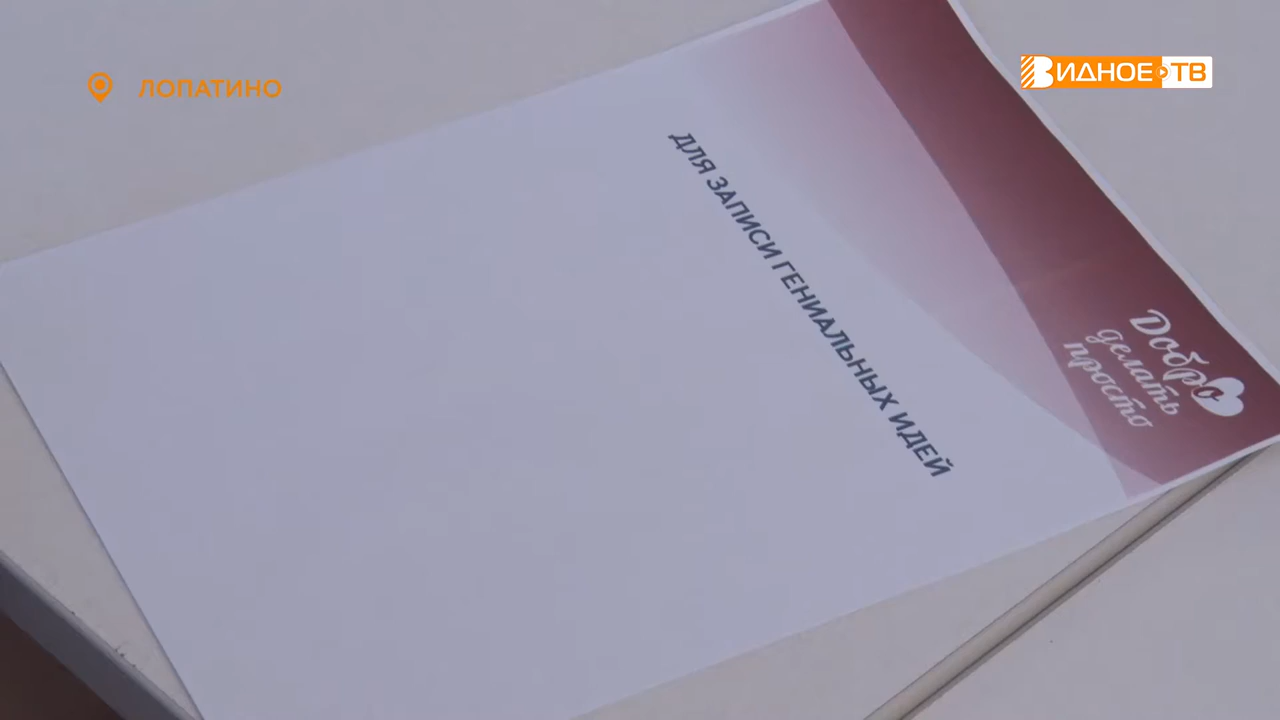 ЛОПАТИНО
ВИДНОЕ ТВ
ДЛЯ ЗАПИСИ ГЕНИАЛЬНЫХ ИДЕЙ
Добро
делать
просто